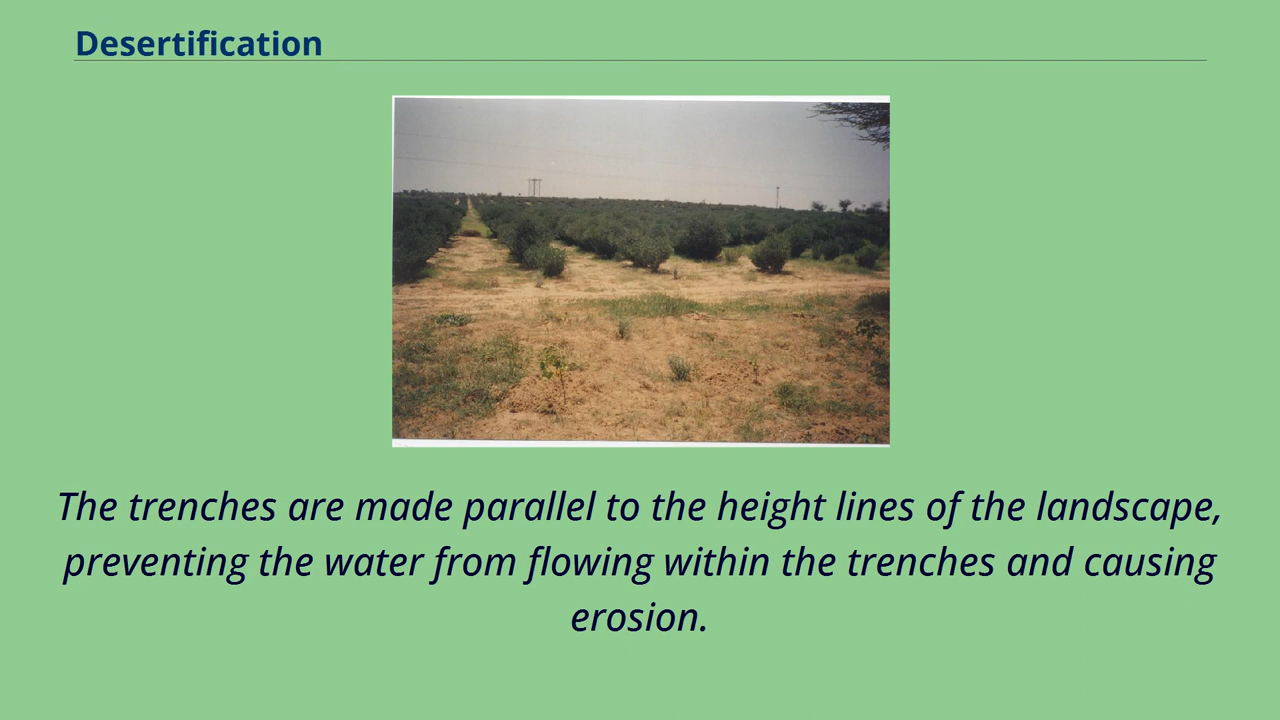 Desertification
The trenches are made parallel to the height lines of the landscape,
preventing the water from flowing within the trenches and causing
erosion.